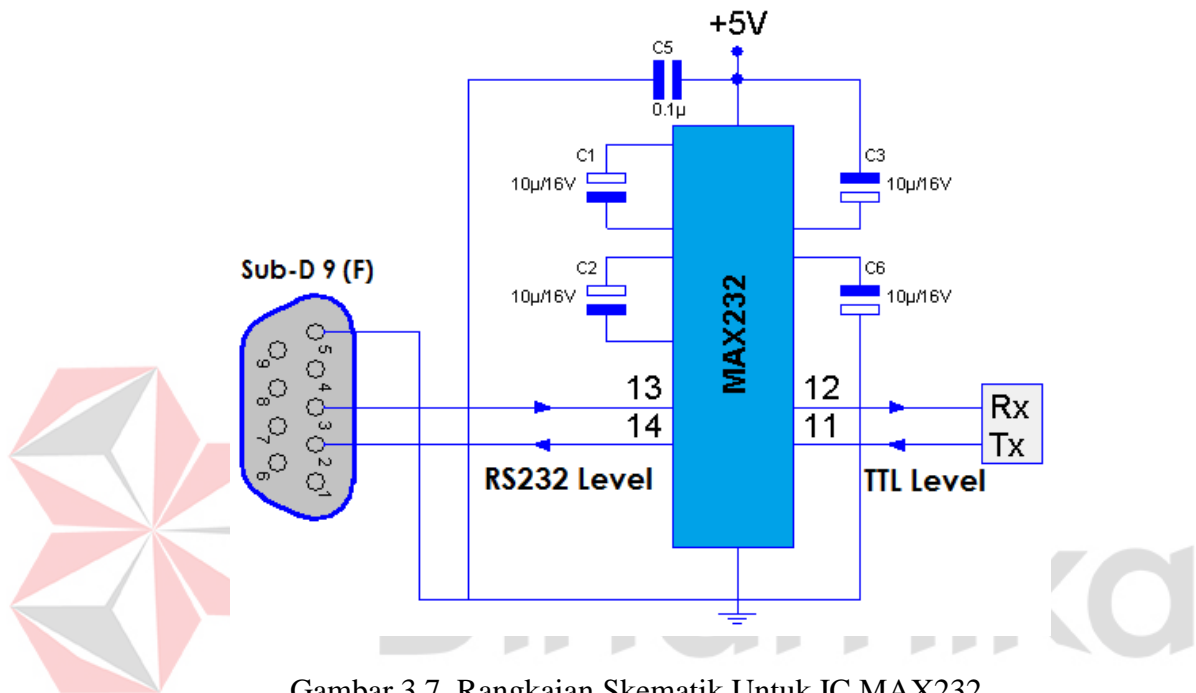 +5V
C5
0.1µ
C1
10µ/16V
C3
10µ/16V
Sub-D 9 (F)
C2
10µ/16V
C6
10µ/16V
MAX232
5
9
4
8
3
7
2
6
1
13
12
Rx
14
11
Tx
RS232 Level
TTL Level
Gambar 3.7. Rangkaian Skematik Untuk IC MAX232